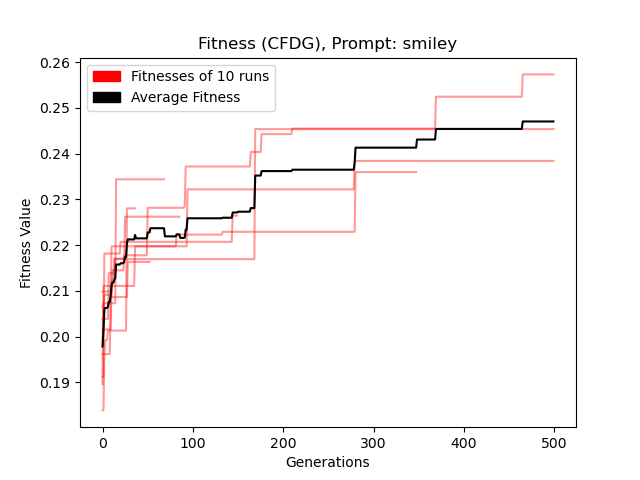 Fitness (CFDG), Prompt: smiley
0.26
0.25
0.24
0.23
0.22
0.21
0.20
0.19
Fitness Value
Fitnesses of 10 runs
Average Fitness
0 100 200 300 400 500
Generations